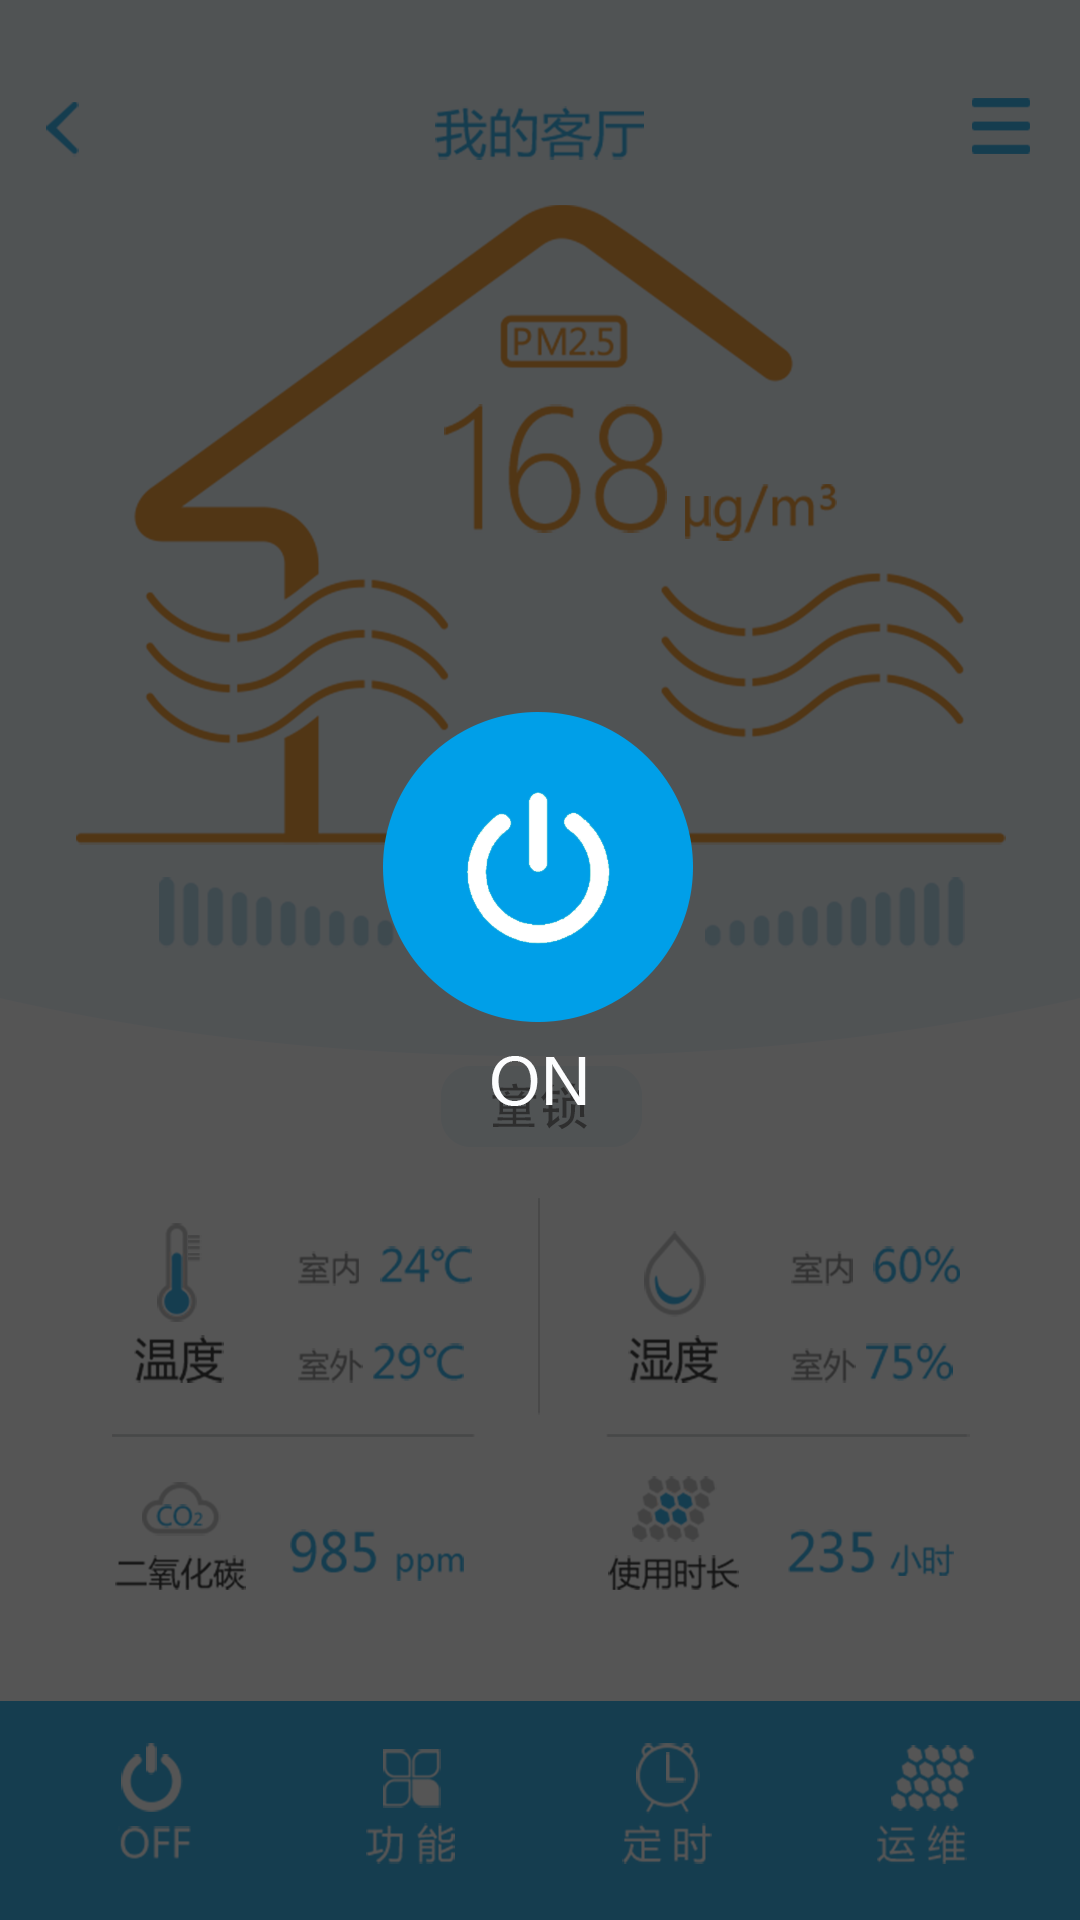 我的客厅
PM2.5
168 μg/m³
ON
童锁
室内 24℃
室内 60%
温度
室外 29℃
湿度
室外 75%
CO₂
二氧化碳
985 ppm
使用时长
235 小时
OFF
功能
定时
运维